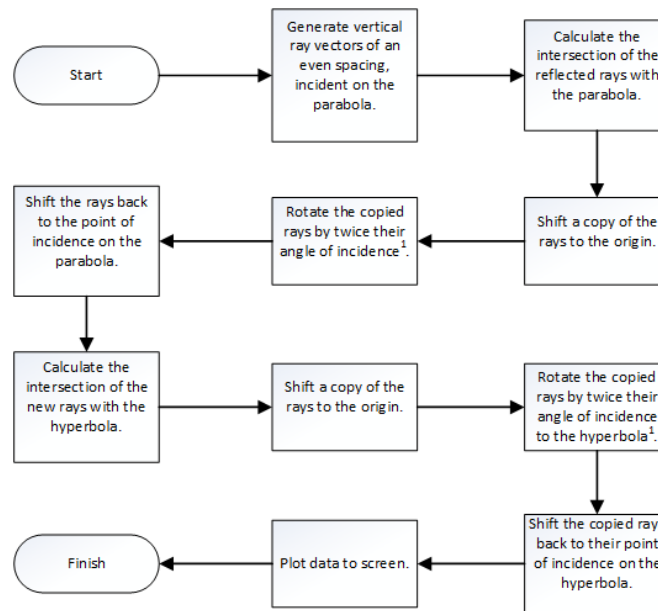 Start
Generate vertical
ray vectors of an
even spacing,
incident on the
parabola.
Calculate the
intersection of the
reflected rays with
the parabola.
Shift a copy of the
rays to the origin.
Rotate the copied
rays by twice their
angle of incidence¹.
Shift the rays back
to the point of
incidence on the
parabola.
Calculate the
intersection of the
new rays with the
hyperbola.
Shift a copy of the
rays to the origin.
Rotate the copied
rays by twice their
angle of incidence
to the hyperbola¹.
Shift the copied ray
back to their point
of incidence on the
hyperbola.
Plot data to screen.
Finish